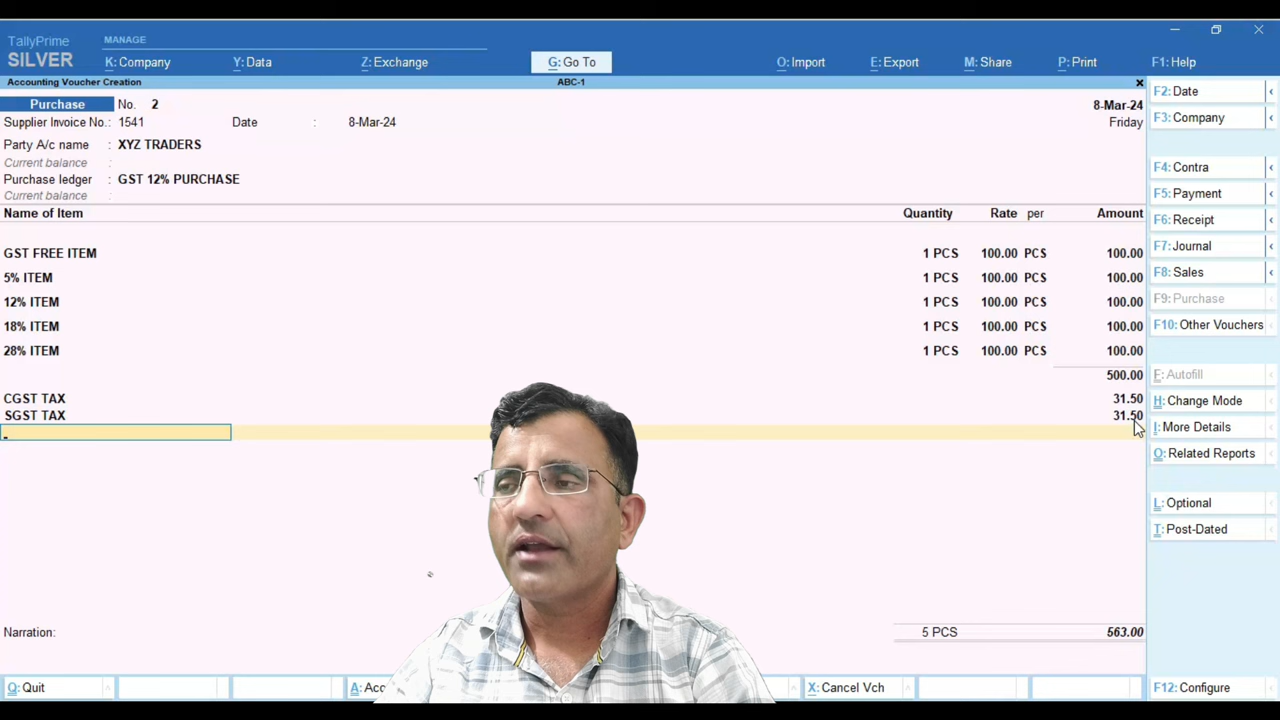 TallyPrime
SILVER
MANAGE
K: Company
Y: Data
Z: Exchange
G: Go To
O: Import
E: Export
M: Share
P: Print
F1: Help
Accounting Voucher Creation
ABC-1
Purchase No. 2
8-Mar-24
Supplier Invoice No.: 1541 Date : 8-Mar-24
Friday
Party A/c name : XYZ TRADERS
Current balance :
Purchase ledger : GST 12% PURCHASE
Current balance :
Name of Item Quantity Rate per Amount
GST FREE ITEM 1 PCS 100.00 PCS 100.00
5% ITEM 1 PCS 100.00 PCS 100.00
12% ITEM 1 PCS 100.00 PCS 100.00
18% ITEM 1 PCS 100.00 PCS 100.00
28% ITEM 1 PCS 100.00 PCS 100.00
500.00
CGST TAX 31.50
SGST TAX 31.50
Narration: 5 PCS 563.00
F2: Date
F3: Company
F4: Contra
F5: Payment
F6: Receipt
F7: Journal
F8: Sales
F9: Purchase
F10: Other Vouchers
F: Autofill
H: Change Mode
I: More Details
O: Related Reports
L: Optional
T: Post-Dated
Q: Quit
A:
X: Cancel Vch
F12: Configure